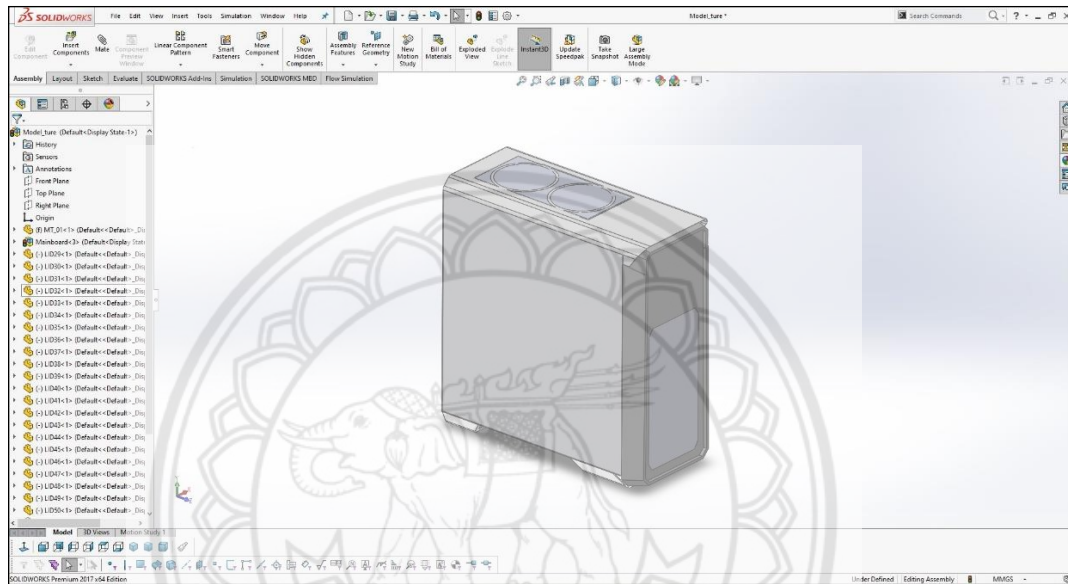 SOLIDWORKS File Edit View Insert Tools Simulation Window Help Model_ture * Search Commands
Edit Component Insert Components Mate Component Preview Window Linear Component Pattern Smart Fasteners Move Component Show Hidden Components Assembly Features Reference Geometry New Motion Study Bill of Materials Exploded View Explode Line Sketch Instant3D Update Speedpak Take Snapshot Large Assembly Mode
Assembly Layout Sketch Evaluate SOLIDWORKS Add-Ins Simulation SOLIDWORKS MBD Flow Simulation
Model_ture (Default<Display State-1>)
History
Sensors
Annotations
Front Plane
Top Plane
Right Plane
Origin
(f) MT_01<1> (Default<<Default>_Dis
Mainboard<3> (Default<Display State
(-) LID29<1> (Default<<Default>_Dis
(-) LID30<1> (Default<<Default>_Dis
(-) LID31<1> (Default<<Default>_Dis
(-) LID32<1> (Default<<Default>_Dis
(-) LID33<1> (Default<<Default>_Dis
(-) LID34<1> (Default<<Default>_Dis
(-) LID35<1> (Default<<Default>_Dis
(-) LID36<1> (Default<<Default>_Dis
(-) LID37<1> (Default<<Default>_Dis
(-) LID38<1> (Default<<Default>_Dis
(-) LID39<1> (Default<<Default>_Dis
(-) LID40<1> (Default<<Default>_Dis
(-) LID41<1> (Default<<Default>_Dis
(-) LID42<1> (Default<<Default>_Dis
(-) LID43<1> (Default<<Default>_Dis
(-) LID44<1> (Default<<Default>_Dis
(-) LID45<1> (Default<<Default>_Dis
(-) LID46<1> (Default<<Default>_Dis
(-) LID47<1> (Default<<Default>_Dis
(-) LID48<1> (Default<<Default>_Dis
(-) LID49<1> (Default<<Default>_Dis
(-) LID50<1> (Default<<Default>_Dis
Model 3D Views Motion Study 1
SOLIDWORKS Premium 2017 x64 Edition Under Defined Editing Assembly MMGS